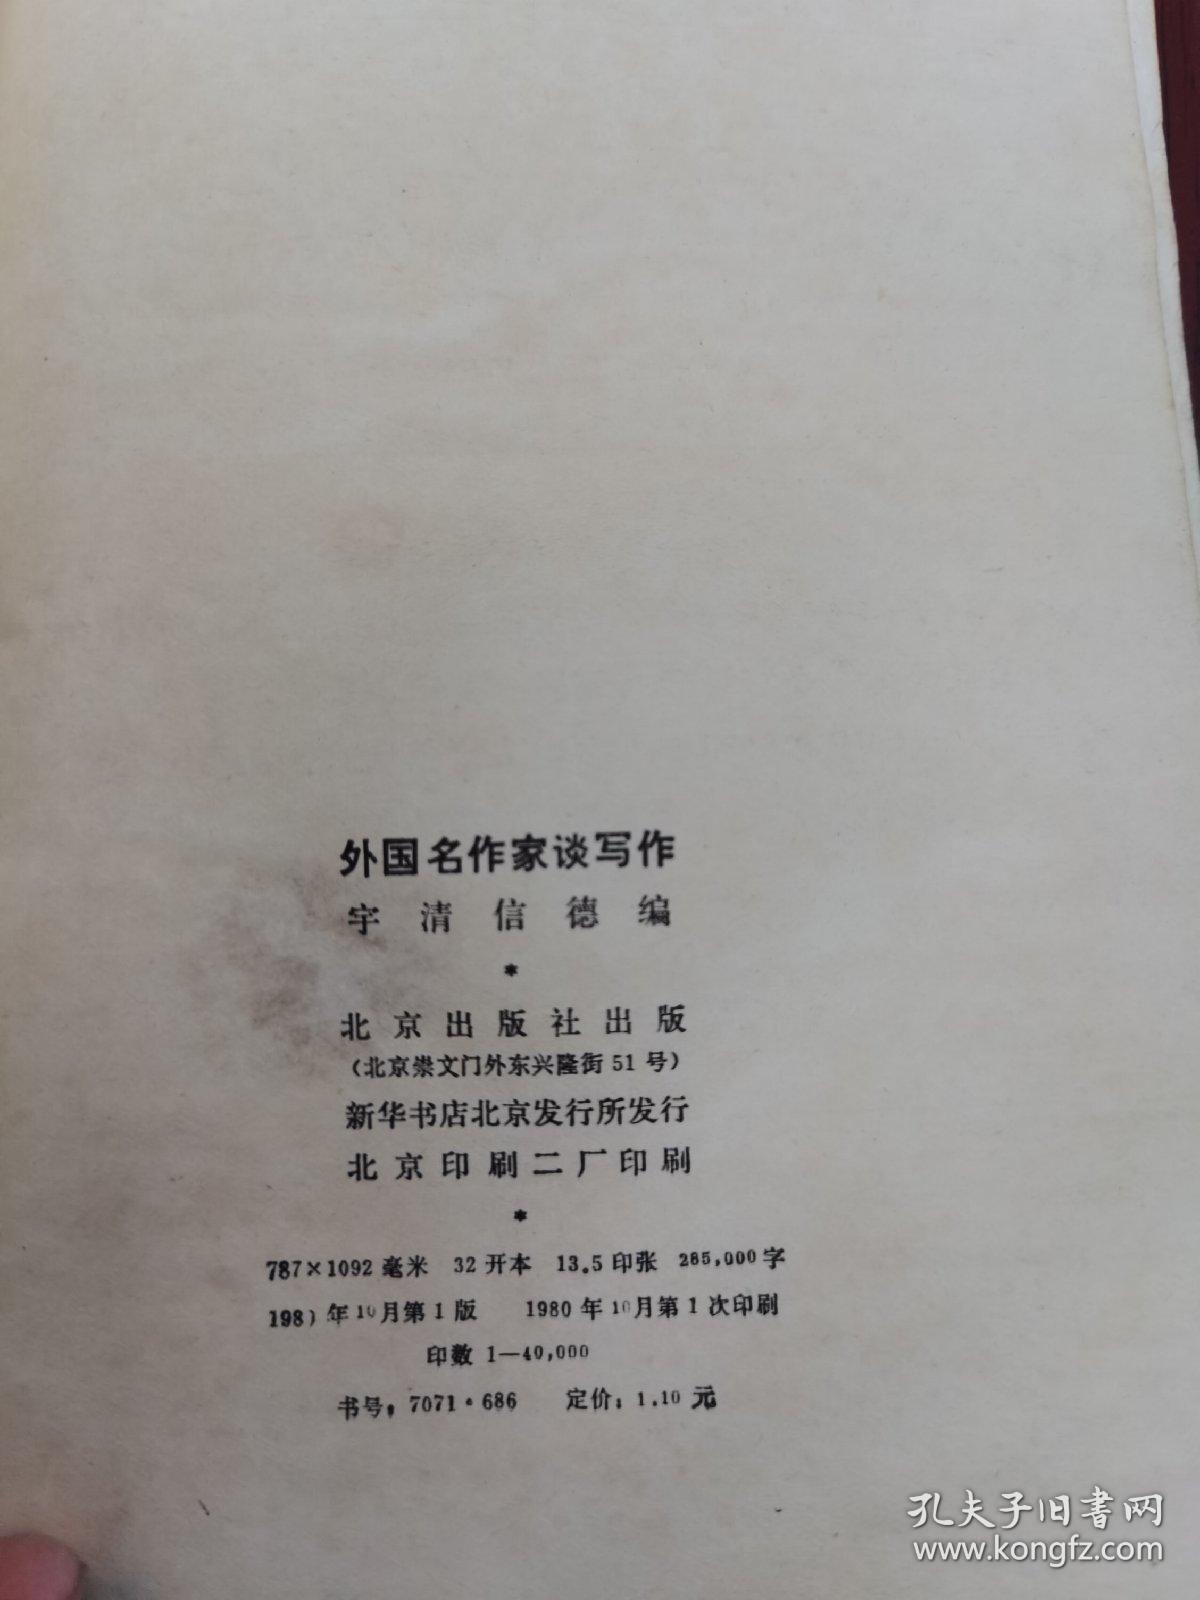 外国名作家谈写作
宇清信德编
*
北京出版社出版
(北京崇文门外东兴隆街51号)
新华书店北京发行所发行
北京印刷二厂印刷
*
787×1092毫米 32开本 13.5印张 285,000字
198)年10月第1版 1980年10月第1次印刷
印数1—40,000
书号:7071·686 定价:1.10元
孔夫子旧书网
www.kongfz.com